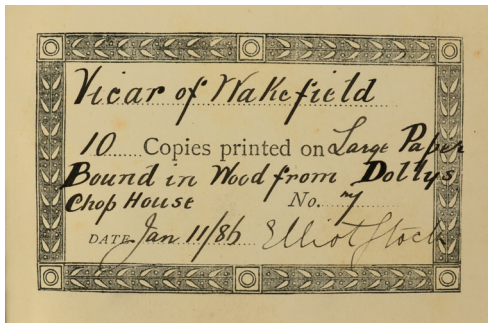 Vicar of Wakefield
10 Copies printed on Large Paper
Bound in Wood from Dollys
Chop House No. 7
DATE Jan 11/86 Elliot Stock